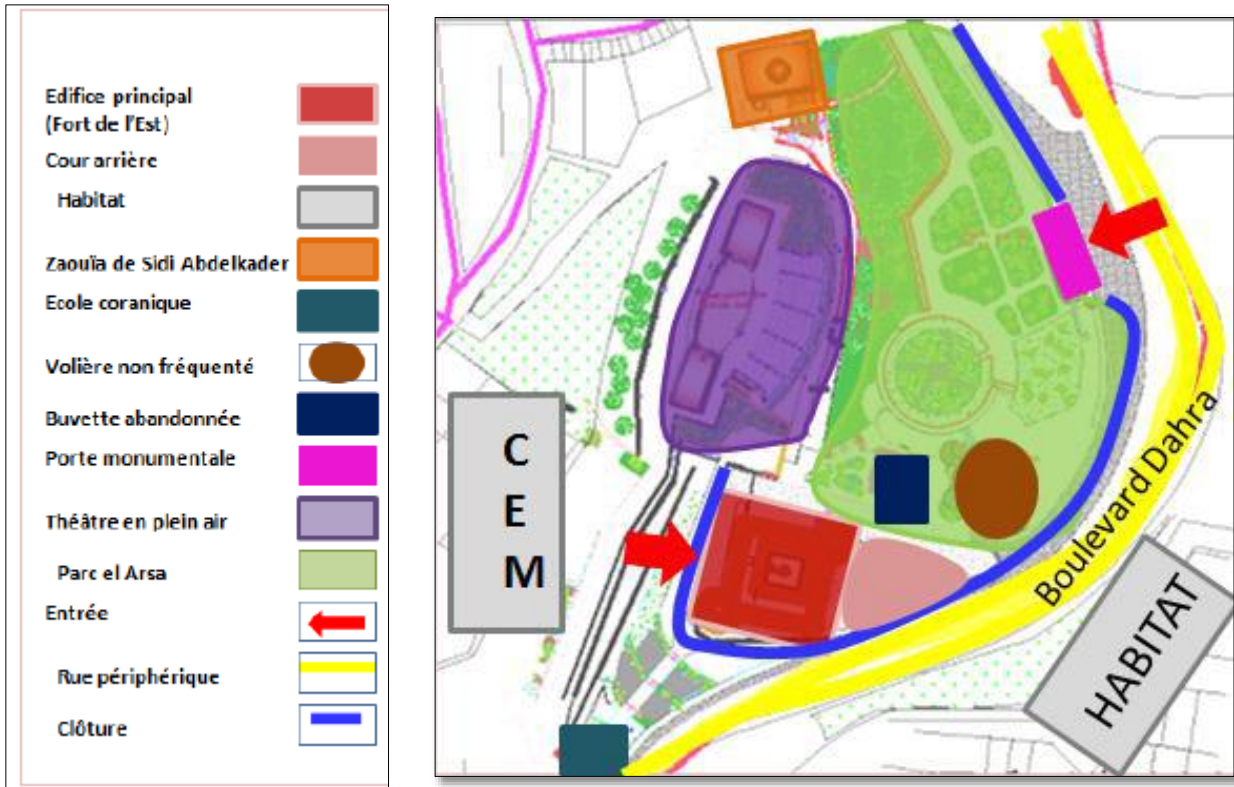 Edifice principal
(Fort de l'Est)
Cour arrière
Habitat
Zaouïa de Sidi Abdelkader
Ecole coranique
Volière non fréquenté
Buvette abandonnée
Porte monumentale
Théâtre en plein air
Parc el Arsa
Entrée
Rue périphérique
Clôture
C
E
M
Boulevard Dahra
HABITAT